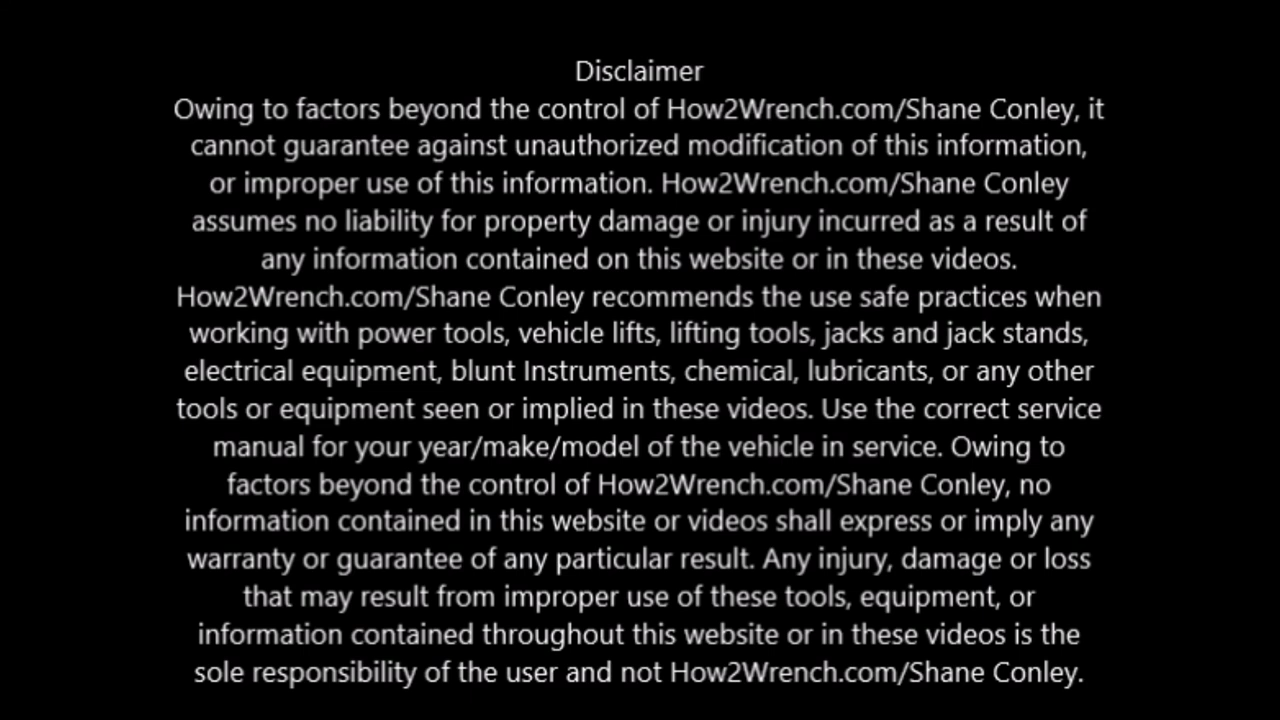 Disclaimer
Owing to factors beyond the control of How2Wrench.com/Shane Conley, it
cannot guarantee against unauthorized modification of this information,
or improper use of this information. How2Wrench.com/Shane Conley
assumes no liability for property damage or injury incurred as a result of
any information contained on this website or in these videos.
How2Wrench.com/Shane Conley recommends the use safe practices when
working with power tools, vehicle lifts, lifting tools, jacks and jack stands,
electrical equipment, blunt Instruments, chemical, lubricants, or any other
tools or equipment seen or implied in these videos. Use the correct service
manual for your year/make/model of the vehicle in service. Owing to
factors beyond the control of How2Wrench.com/Shane Conley, no
information contained in this website or videos shall express or imply any
warranty or guarantee of any particular result. Any injury, damage or loss
that may result from improper use of these tools, equipment, or
information contained throughout this website or in these videos is the
sole responsibility of the user and not How2Wrench.com/Shane Conley.